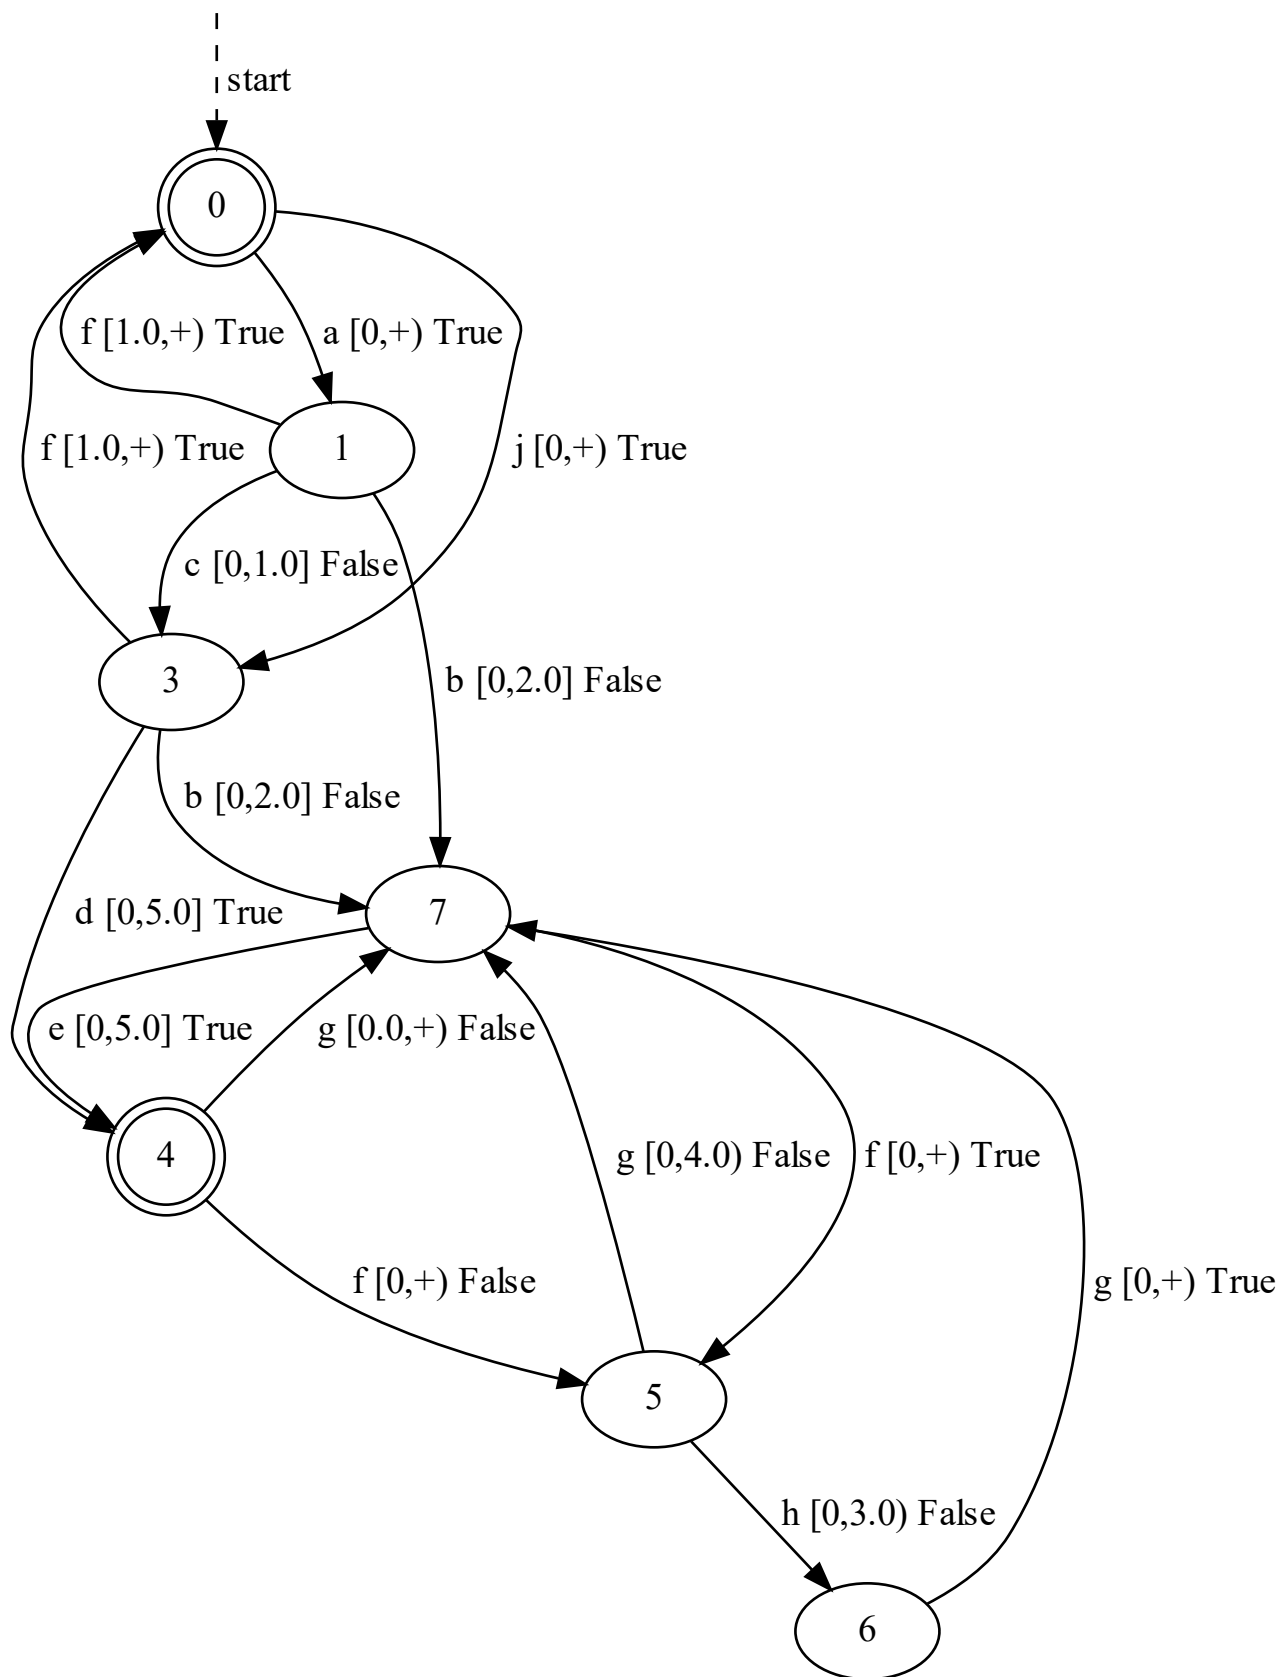 start
0
f [1.0,+) True
a [0,+) True
f [1.0,+) True
1
j [0,+) True
c [0,1.0] False
3
b [0,2.0] False
b [0,2.0] False
d [0,5.0] True
7
e [0,5.0] True
g [0.0,+) False
4
g [0,4.0) False
f [0,+) True
f [0,+) False
g [0,+) True
5
h [0,3.0) False
6